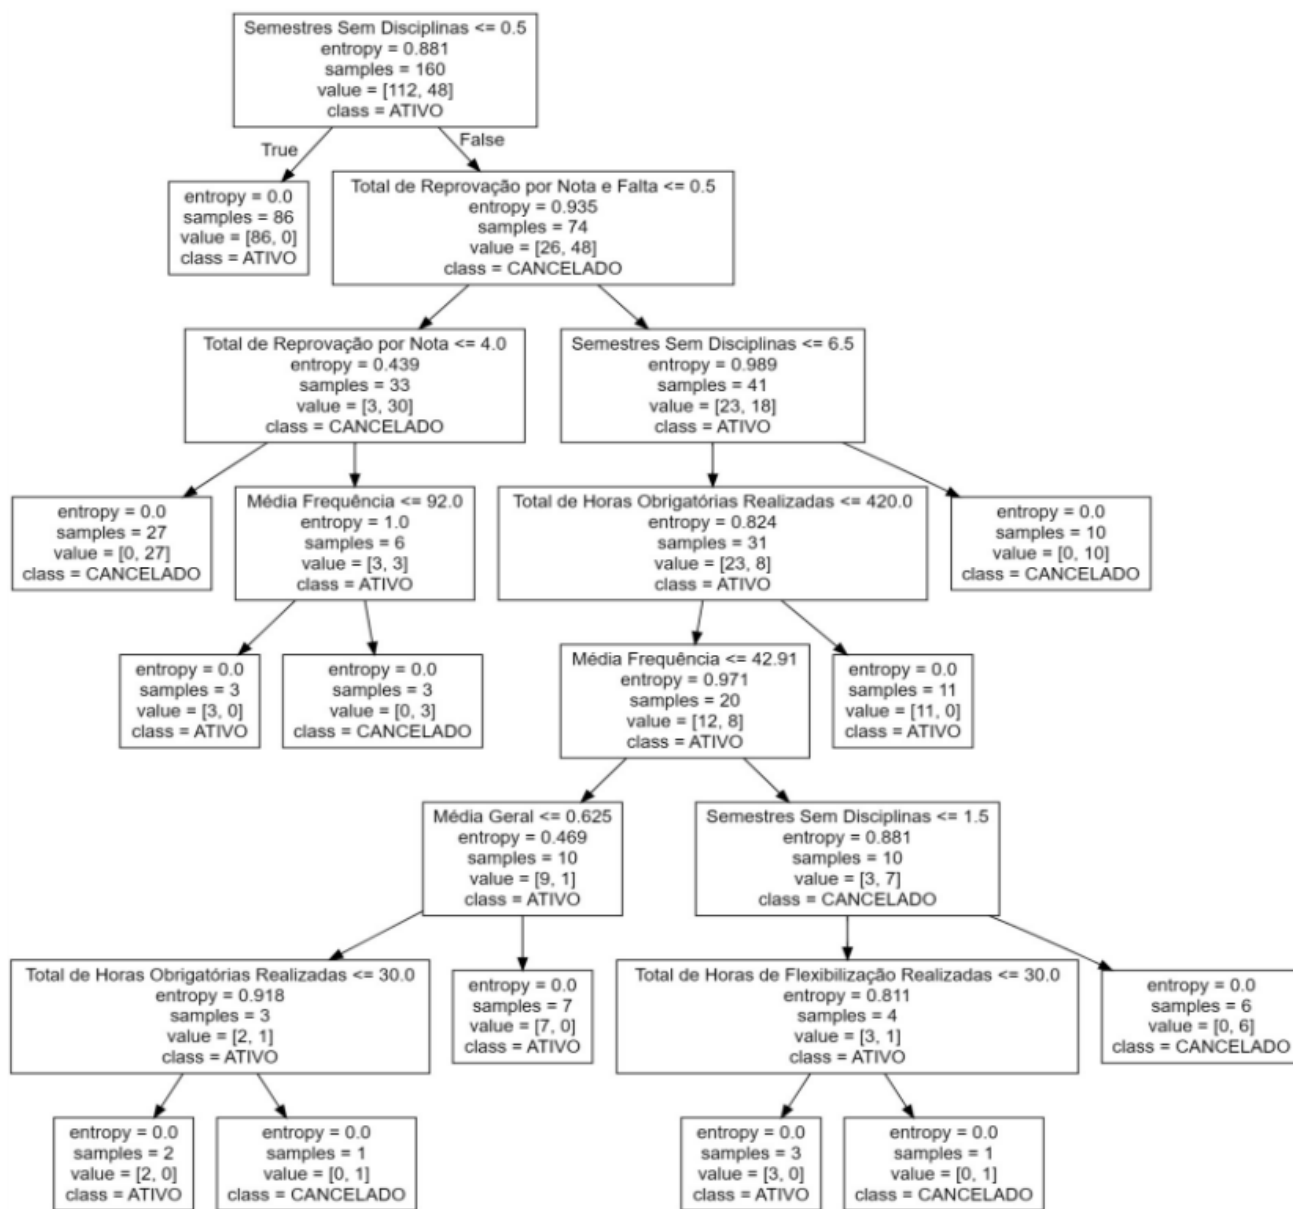 Semestres Sem Disciplinas <= 0.5
entropy = 0.881
samples = 160
value = [112, 48]
class = ATIVO
True
False
entropy = 0.0
samples = 86
value = [86, 0]
class = ATIVO
Total de Reprovação por Nota e Falta <= 0.5
entropy = 0.935
samples = 74
value = [26, 48]
class = CANCELADO
Total de Reprovação por Nota <= 4.0
entropy = 0.439
samples = 33
value = [3, 30]
class = CANCELADO
Semestres Sem Disciplinas <= 6.5
entropy = 0.989
samples = 41
value = [23, 18]
class = ATIVO
entropy = 0.0
samples = 27
value = [0, 27]
class = CANCELADO
Média Frequência <= 92.0
entropy = 1.0
samples = 6
value = [3, 3]
class = ATIVO
Total de Horas Obrigatórias Realizadas <= 420.0
entropy = 0.824
samples = 31
value = [23, 8]
class = ATIVO
entropy = 0.0
samples = 10
value = [0, 10]
class = CANCELADO
entropy = 0.0
samples = 3
value = [3, 0]
class = ATIVO
entropy = 0.0
samples = 3
value = [0, 3]
class = CANCELADO
Média Frequência <= 42.91
entropy = 0.971
samples = 20
value = [12, 8]
class = ATIVO
entropy = 0.0
samples = 11
value = [11, 0]
class = ATIVO
Média Geral <= 0.625
entropy = 0.469
samples = 10
value = [9, 1]
class = ATIVO
Semestres Sem Disciplinas <= 1.5
entropy = 0.881
samples = 10
value = [3, 7]
class = CANCELADO
Total de Horas Obrigatórias Realizadas <= 30.0
entropy = 0.918
samples = 3
value = [2, 1]
class = ATIVO
entropy = 0.0
samples = 7
value = [7, 0]
class = ATIVO
Total de Horas de Flexibilização Realizadas <= 30.0
entropy = 0.811
samples = 4
value = [3, 1]
class = ATIVO
entropy = 0.0
samples = 6
value = [0, 6]
class = CANCELADO
entropy = 0.0
samples = 2
value = [2, 0]
class = ATIVO
entropy = 0.0
samples = 1
value = [0, 1]
class = CANCELADO
entropy = 0.0
samples = 3
value = [3, 0]
class = ATIVO
entropy = 0.0
samples = 1
value = [0, 1]
class = CANCELADO